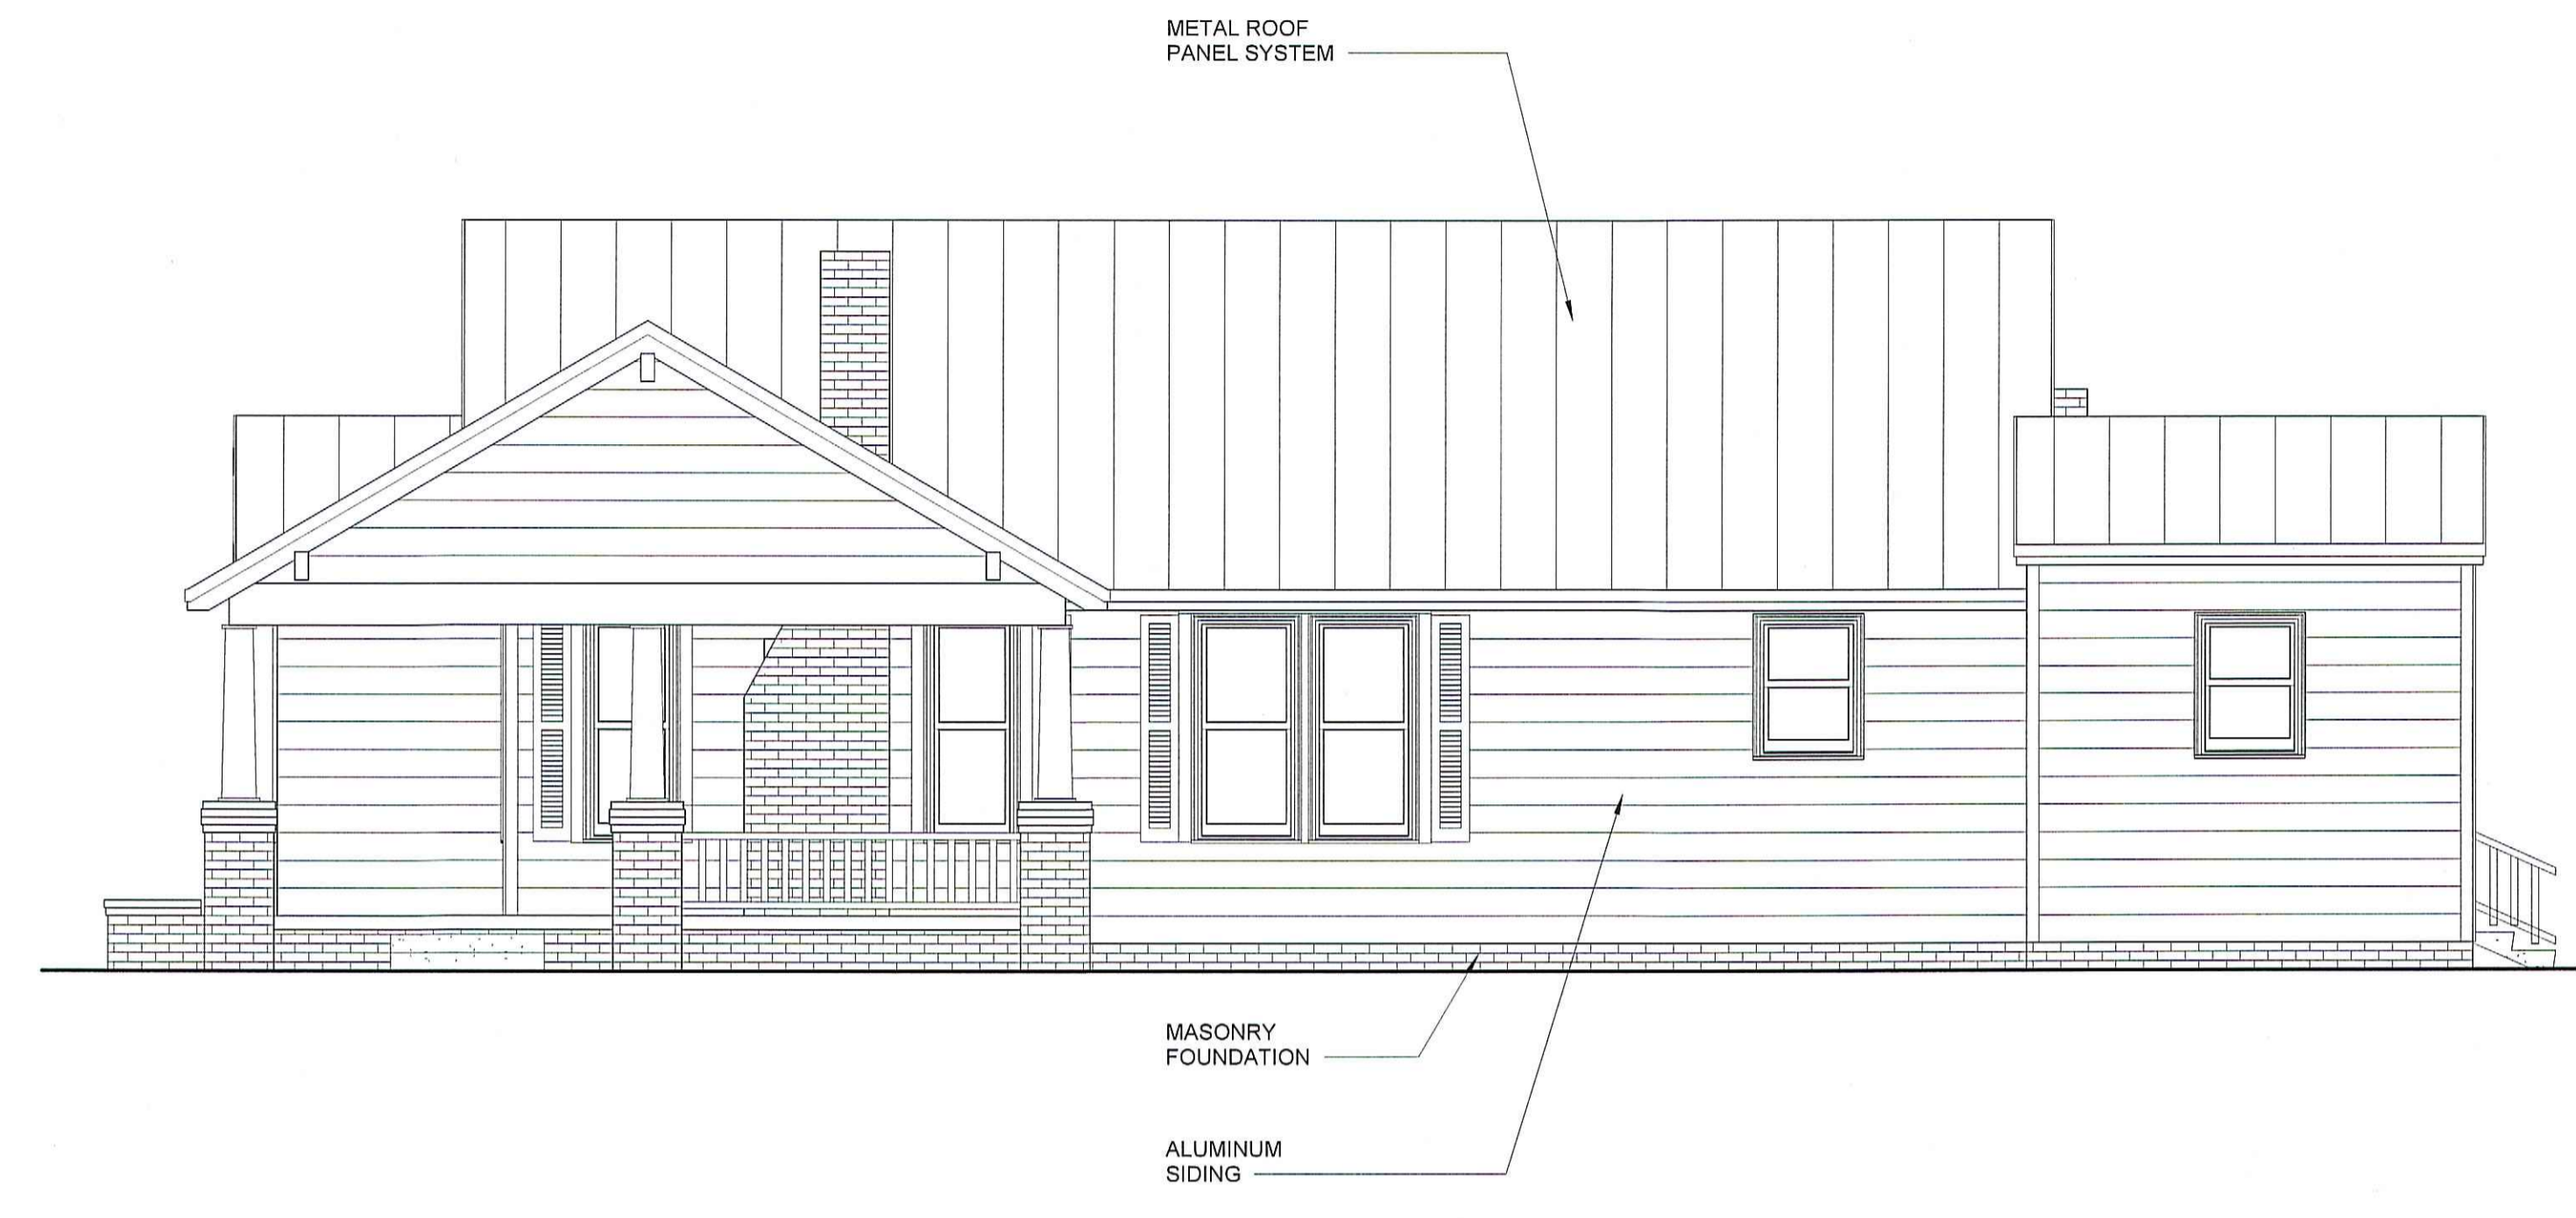 METAL ROOF
PANEL SYSTEM
MASONRY
FOUNDATION
ALUMINUM
SIDING